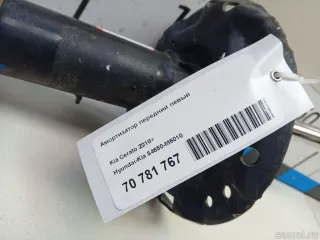 Амортизатор передний левый
Kia Cerato 2018>
Hyundai-Kia 54650-M6010
70 781 767